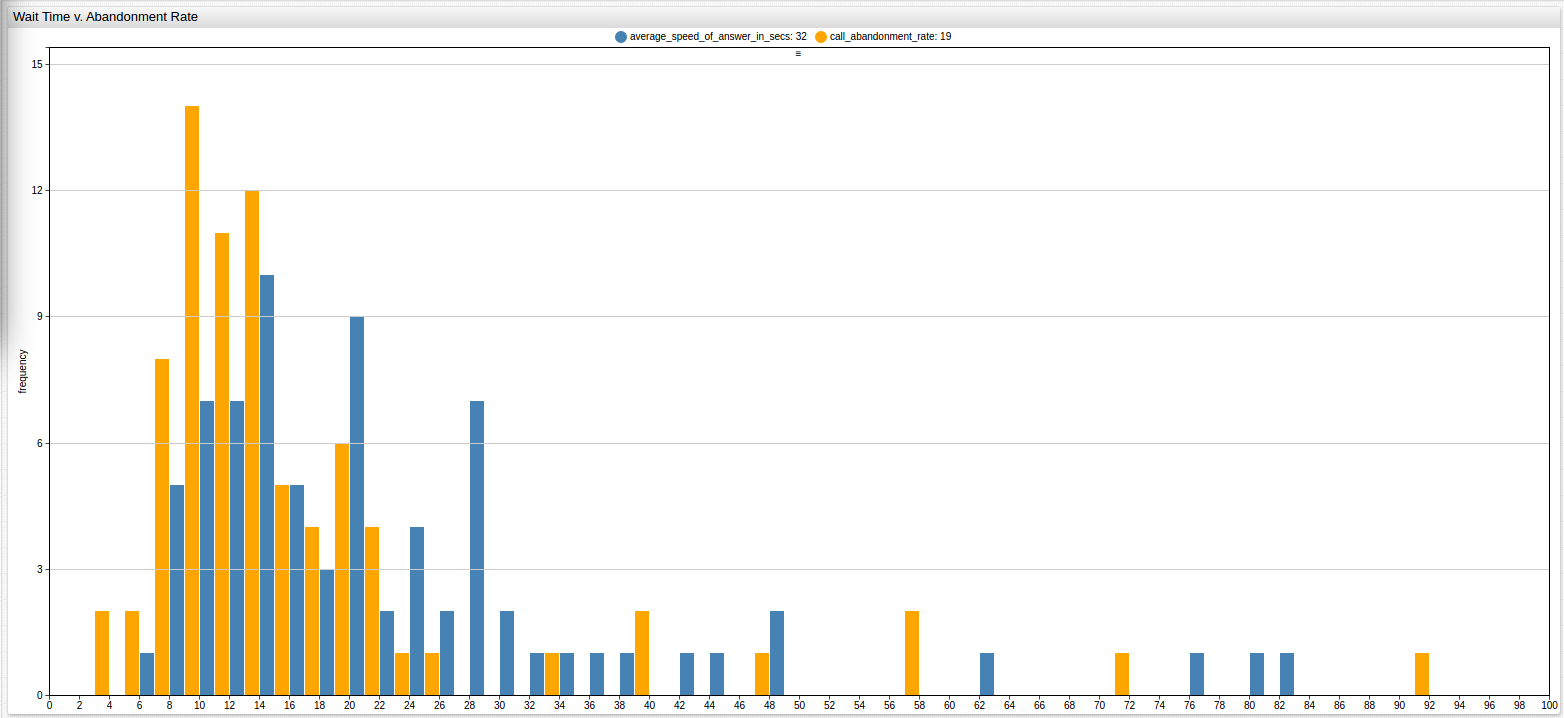 Wait Time v. Abandonment Rate
average_speed_of_answer_in_secs: 32 call_abandonment_rate: 19
15
12
9
6
3
0
frequency
0 2 4 6 8 10 12 14 16 18 20 22 24 26 28 30 32 34 36 38 40 42 44 46 48 50 52 54 56 58 60 62 64 66 68 70 72 74 76 78 80 82 84 86 88 90 92 94 96 98 100